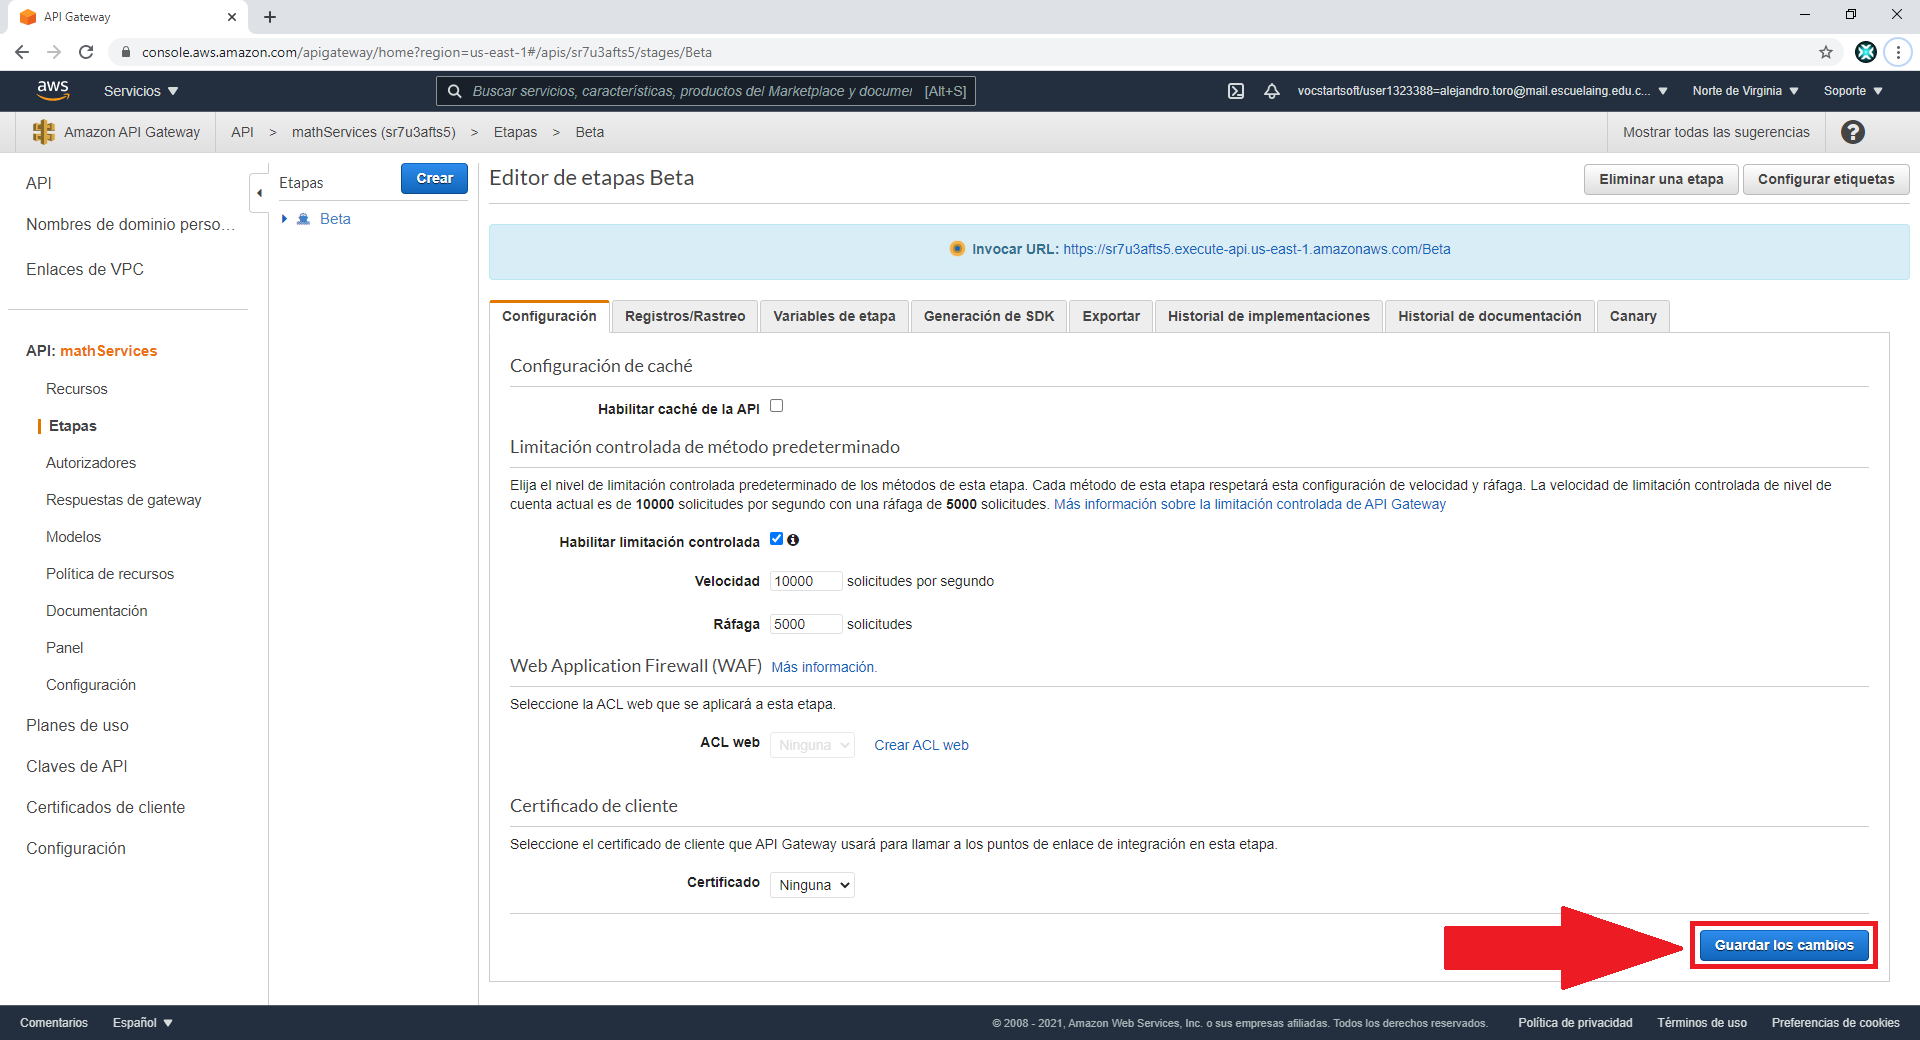 API Gateway
console.aws.amazon.com/apigateway/home?region=us-east-1#/apis/sr7u3afts5/stages/Beta
aws
Servicios
Buscar servicios, características, productos del Marketplace y documen [Alt+S]
vocstartsoft/user1323388=alejandro.toro@mail.escuelaing.edu.c...
Norte de Virginia
Soporte
Amazon API Gateway
API > mathServices (sr7u3afts5) > Etapas > Beta
Mostrar todas las sugerencias
API
Nombres de dominio perso...
Enlaces de VPC
API: mathServices
Recursos
Etapas
Autorizadores
Respuestas de gateway
Modelos
Política de recursos
Documentación
Panel
Configuración
Planes de uso
Claves de API
Certificados de cliente
Configuración
Etapas
Crear
Beta
Editor de etapas Beta
Eliminar una etapa
Configurar etiquetas
Invocar URL: https://sr7u3afts5.execute-api.us-east-1.amazonaws.com/Beta
Configuración
Registros/Rastreo
Variables de etapa
Generación de SDK
Exportar
Historial de implementaciones
Historial de documentación
Canary
Configuración de caché
Habilitar caché de la API
Limitación controlada de método predeterminado
Elija el nivel de limitación controlada predeterminado de los métodos de esta etapa. Cada método de esta etapa respetará esta configuración de velocidad y ráfaga. La velocidad de limitación controlada de nivel de
cuenta actual es de 10000 solicitudes por segundo con una ráfaga de 5000 solicitudes. Más información sobre la limitación controlada de API Gateway
Habilitar limitación controlada
Velocidad 10000 solicitudes por segundo
Ráfaga 5000 solicitudes
Web Application Firewall (WAF) Más información.
Seleccione la ACL web que se aplicará a esta etapa.
ACL web Ninguna Crear ACL web
Certificado de cliente
Seleccione el certificado de cliente que API Gateway usará para llamar a los puntos de enlace de integración en esta etapa.
Certificado Ninguna
Guardar los cambios
Comentarios
Español
© 2008 - 2021, Amazon Web Services, Inc. o sus empresas afiliadas. Todos los derechos reservados.
Política de privacidad
Términos de uso
Preferencias de cookies